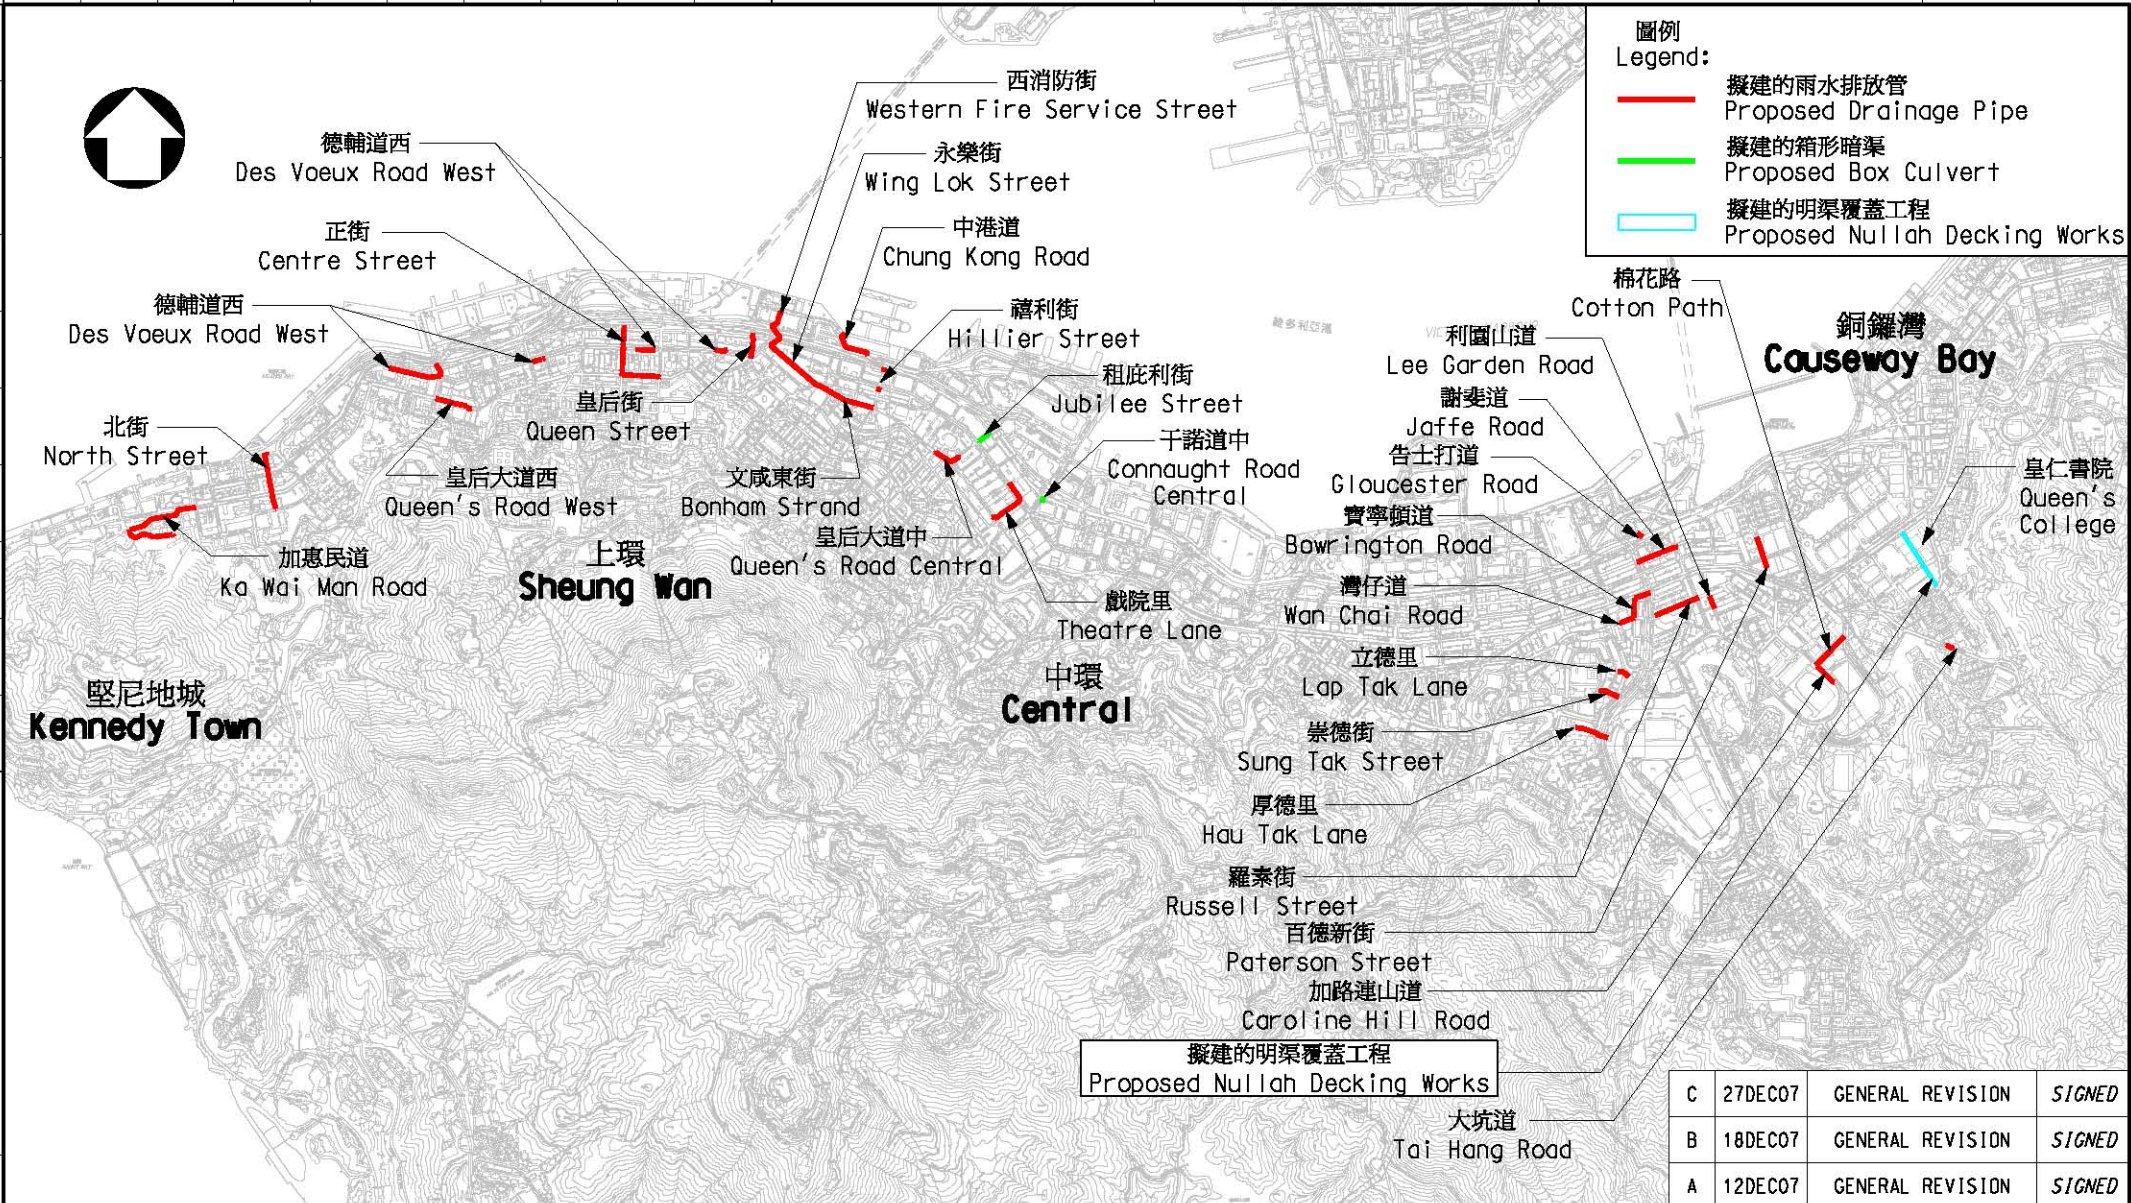 圖例
Legend:
擬建的雨水排放管
Proposed Drainage Pipe
擬建的箱形暗渠
Proposed Box Culvert
擬建的明渠覆蓋工程
Proposed Nullah Decking Works
西消防街
Western Fire Service Street
德輔道西
Des Voeux Road West
永樂街
Wing Lok Street
正街
Centre Street
中港道
Chung Kong Road
德輔道西
Des Voeux Road West
禧利街
Hillier Street
棉花路
Cotton Path
銅鑼灣
Causeway Bay
利園山道
Lee Garden Road
皇后街
Queen Street
租庇利街
Jubilee Street
謝斐道
Jaffe Road
北街
North Street
干諾道中
Connaught Road
Central
告士打道
Gloucester Road
皇仁書院
Queen's
College
皇后大道西
Queen's Road West
文咸東街
Bonham Strand
寶寧頓道
Bowrington Road
皇后大道中
Queen's Road Central
加惠民道
Ka Wai Man Road
上環
Sheung Wan
灣仔道
Wan Chai Road
戲院里
Theatre Lane
立德里
Lap Tak Lane
中環
Central
堅尼地城
Kennedy Town
崇德街
Sung Tak Street
厚德里
Hau Tak Lane
羅素街
Russell Street
百德新街
Paterson Street
加路連山道
Caroline Hill Road
擬建的明渠覆蓋工程
Proposed Nullah Decking Works
大坑道
Tai Hang Road
C 27DEC07 GENERAL REVISION SIGNED
B 18DEC07 GENERAL REVISION SIGNED
A 12DEC07 GENERAL REVISION SIGNED